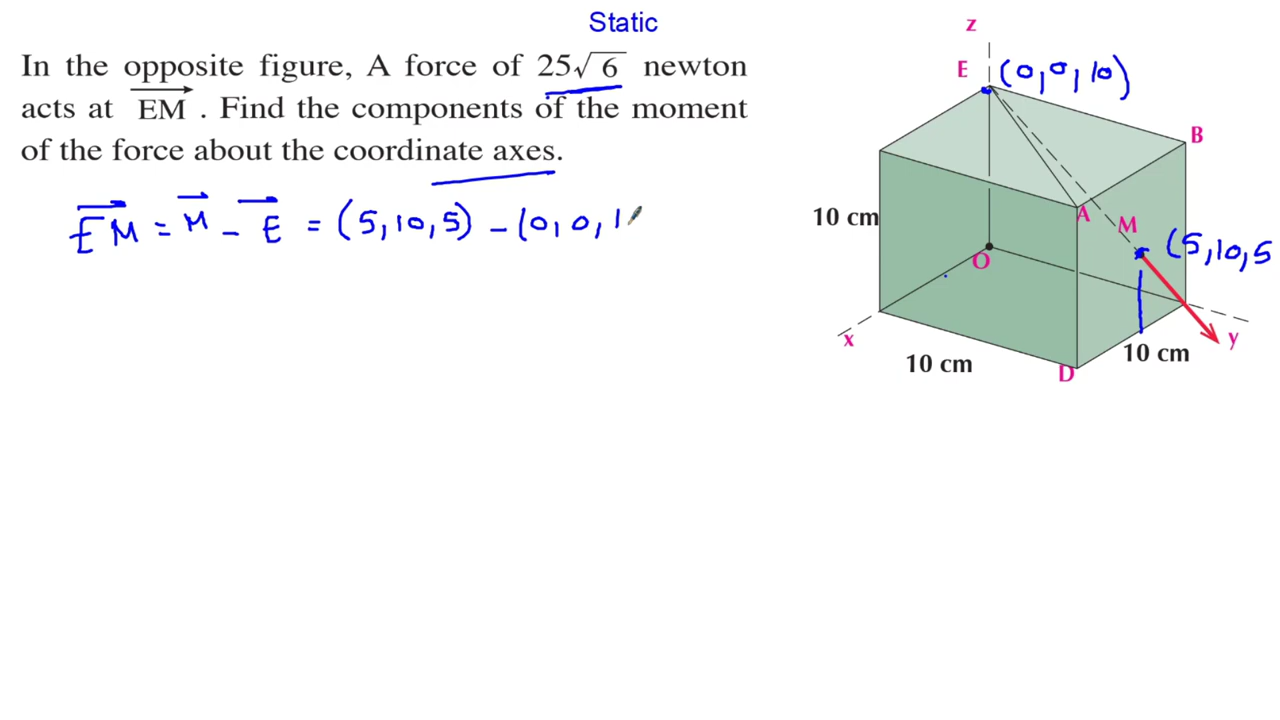 Static
In the opposite figure, A force of 25√6 newton
acts at EM . Find the components of the moment
of the force about the coordinate axes.
EM = M - E = (5,10,5) - (0,0,1
z
E (0,0,10)
B
10 cm
A
M (5,10,5
O
x
10 cm
D
10 cm
y